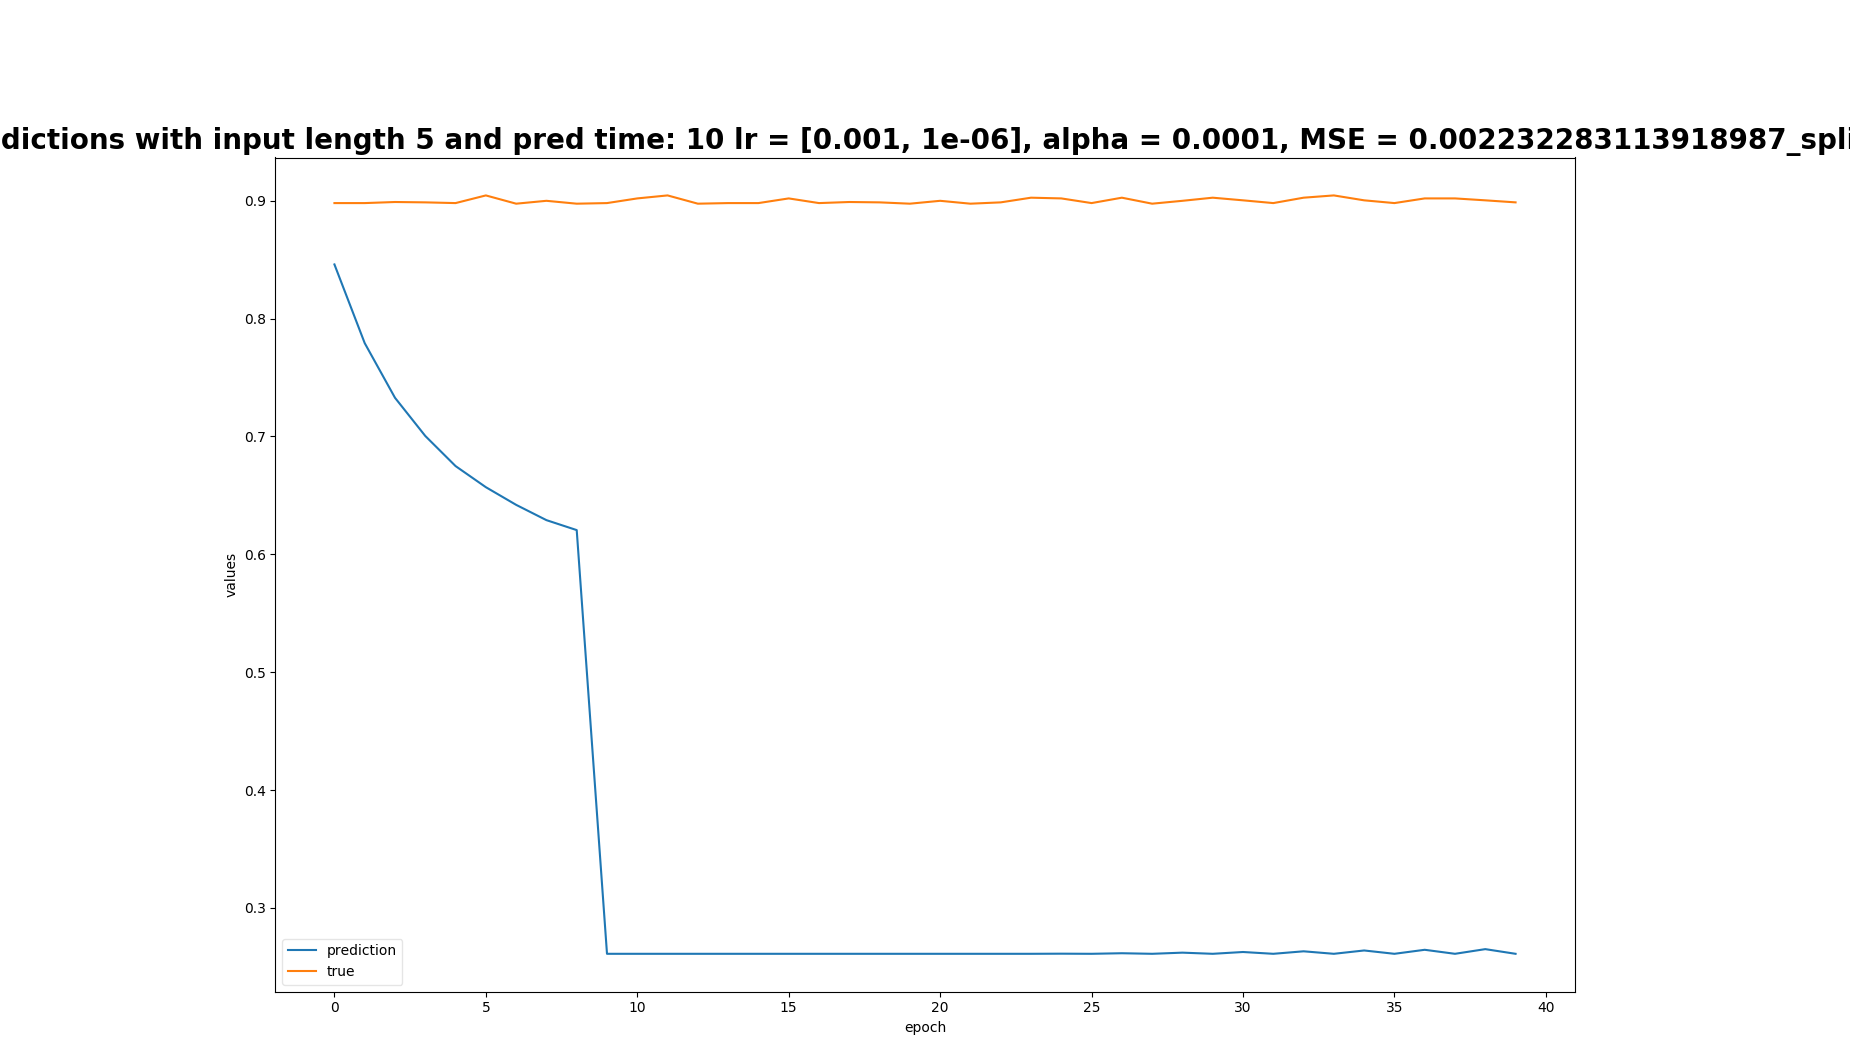 dictions with input length 5 and pred time: 10 lr = [0.001, 1e-06], alpha = 0.0001, MSE = 0.002232283113918987_spli
0.9
0.8
0.7
0.6
0.5
0.4
0.3
values
prediction
true
0 5 10 15 20 25 30 35 40
epoch